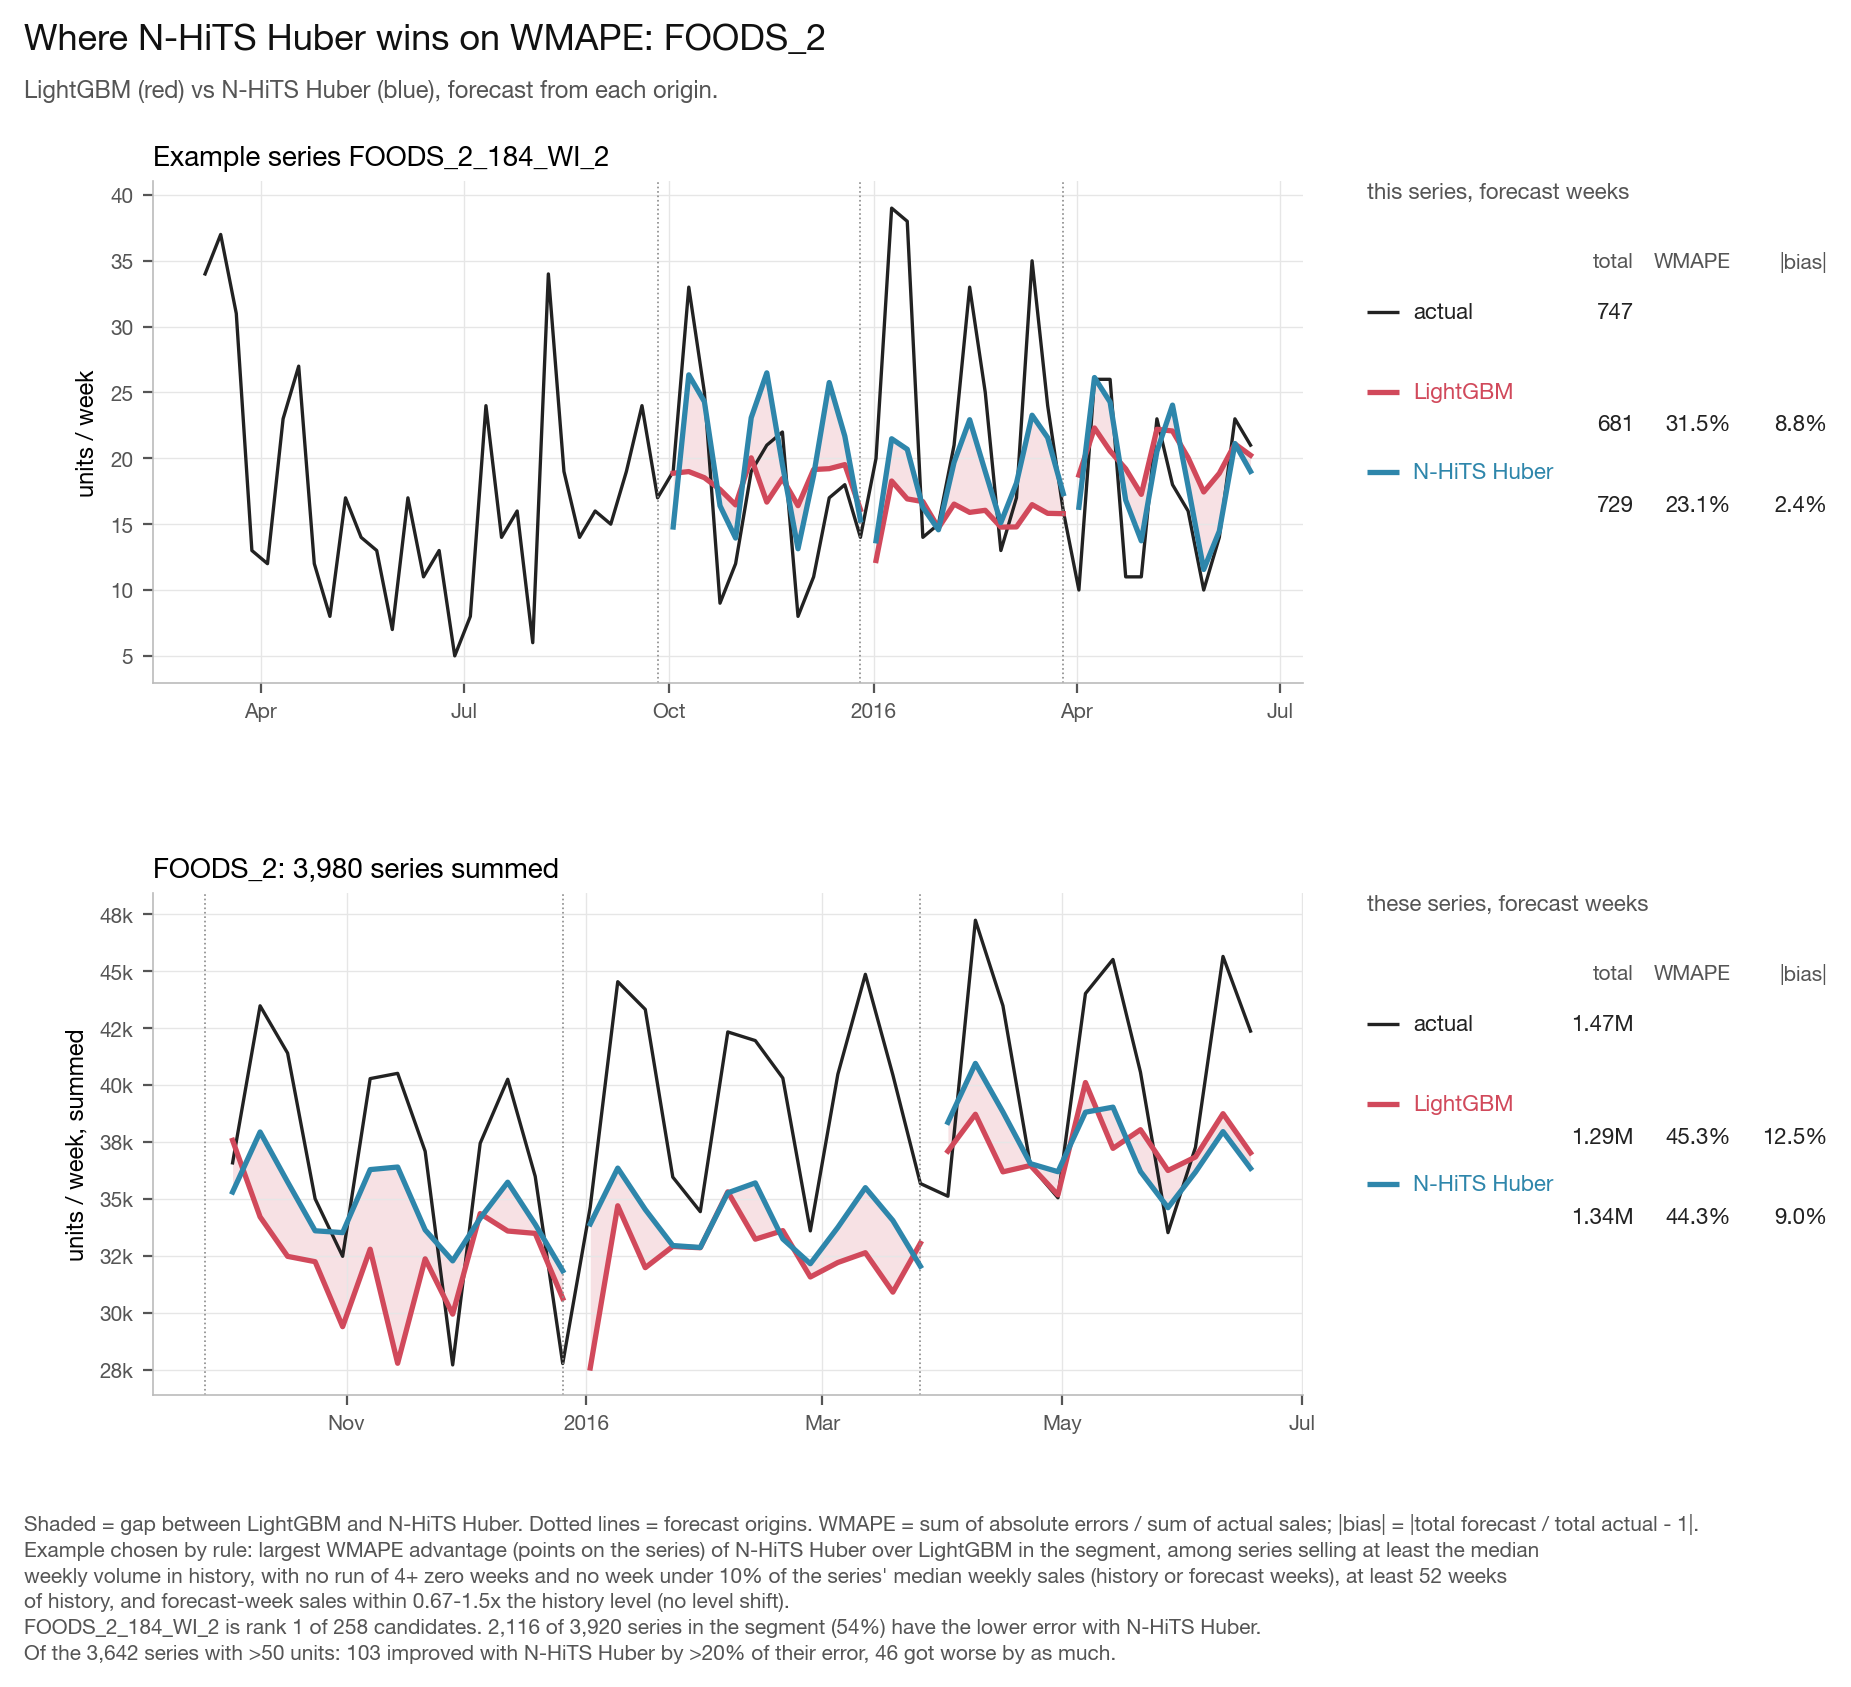 Where N-HiTS Huber wins on WMAPE: FOODS_2
LightGBM (red) vs N-HiTS Huber (blue), forecast from each origin.
Example series FOODS_2_184_WI_2
units / week
40
35
30
25
20
15
10
5
Apr
Jul
Oct
2016
Apr
Jul
this series, forecast weeks
total WMAPE |bias|
actual 747
LightGBM
681 31.5% 8.8%
N-HiTS Huber
729 23.1% 2.4%
FOODS_2: 3,980 series summed
units / week, summed
48k
45k
42k
40k
38k
35k
32k
30k
28k
Nov
2016
Mar
May
Jul
these series, forecast weeks
total WMAPE |bias|
actual 1.47M
LightGBM
1.29M 45.3% 12.5%
N-HiTS Huber
1.34M 44.3% 9.0%
Shaded = gap between LightGBM and N-HiTS Huber. Dotted lines = forecast origins. WMAPE = sum of absolute errors / sum of actual sales; |bias| = |total forecast / total actual - 1|.
Example chosen by rule: largest WMAPE advantage (points on the series) of N-HiTS Huber over LightGBM in the segment, among series selling at least the median
weekly volume in history, with no run of 4+ zero weeks and no week under 10% of the series' median weekly sales (history or forecast weeks), at least 52 weeks
of history, and forecast-week sales within 0.67-1.5x the history level (no level shift).
FOODS_2_184_WI_2 is rank 1 of 258 candidates. 2,116 of 3,920 series in the segment (54%) have the lower error with N-HiTS Huber.
Of the 3,642 series with >50 units: 103 improved with N-HiTS Huber by >20% of their error, 46 got worse by as much.